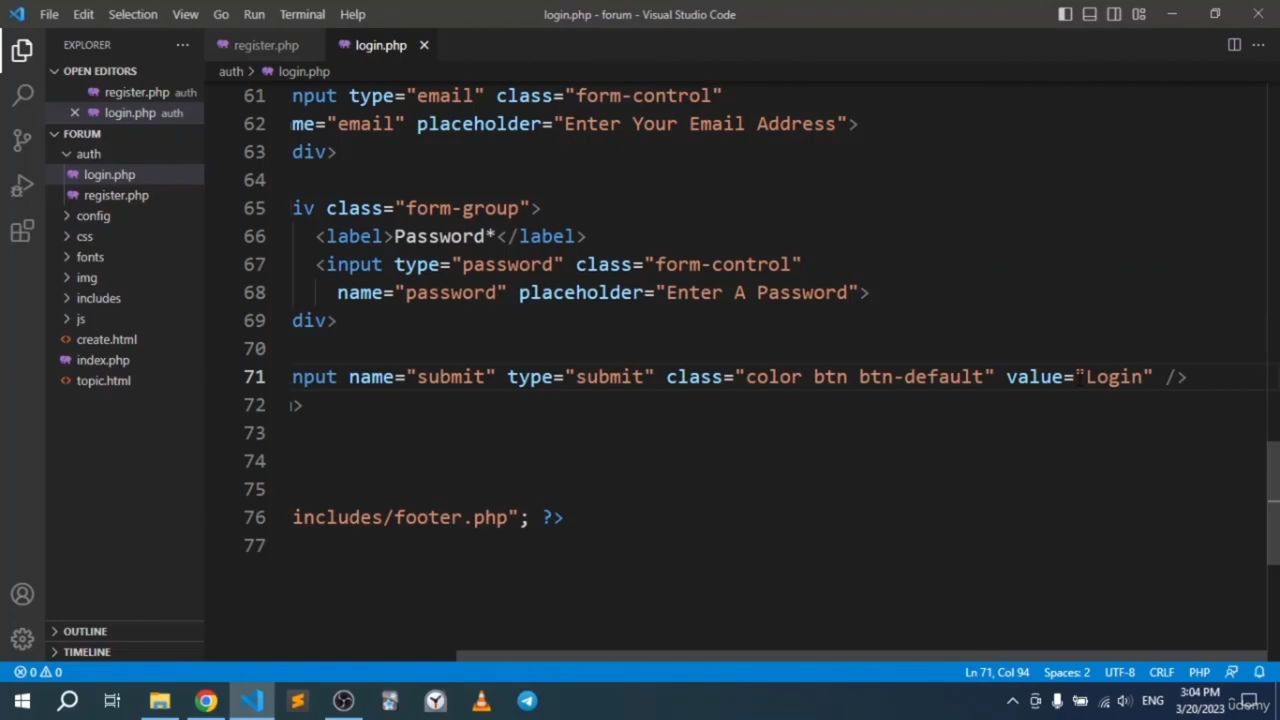 File Edit Selection View Go Run Terminal Help
login.php - forum - Visual Studio Code
EXPLORER
OPEN EDITORS
register.php auth
login.php auth
FORUM
auth
login.php
register.php
config
css
fonts
img
includes
js
create.html
index.php
topic.html
OUTLINE
TIMELINE
register.php login.php
auth > login.php
61 nput type="email" class="form-control"
62 me="email" placeholder="Enter Your Email Address">
63 div>
64
65 iv class="form-group">
66 <label>Password*</label>
67 <input type="password" class="form-control"
68 name="password" placeholder="Enter A Password">
69 div>
70
71 nput name="submit" type="submit" class="color btn btn-default" value="Login" />
72 >
73
74
75
76 includes/footer.php"; ?>
77
0 0 Ln 71, Col 94 Spaces: 2 UTF-8 CRLF PHP
ENG
3:04 PM
3/20/2023
udemy